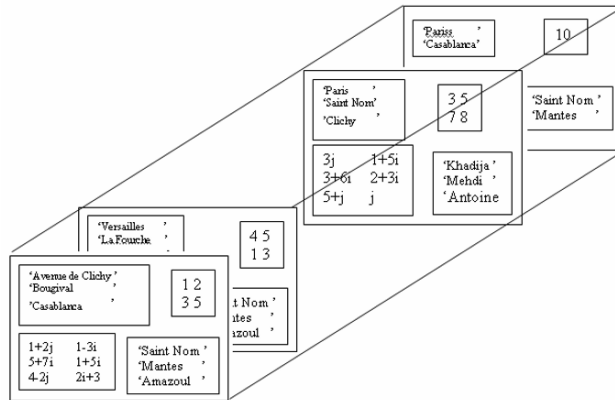 ‘Pariss ’
‘Casablanca’
10
‘Paris ’
‘Saint Nom’
‘Clichy ’
3 5
7 8
‘Saint Nom ’
‘Mantes ’
3j 1+5i
3+6i 2+3i
5+j j
‘Khadija ’
‘Mehdi ’
‘Antoine
‘Versailles ’
‘La Fourche ’
4 5
1 3
‘Avenue de Clichy ’
‘Bougival ’
‘Casablanca ’
1 2
3 5
Nom ’
’
’
1+2j 1-3i
5+7i 1+5i
4-2j 2i+3
‘Saint Nom ’
‘Mantes ’
‘Amazoul ’